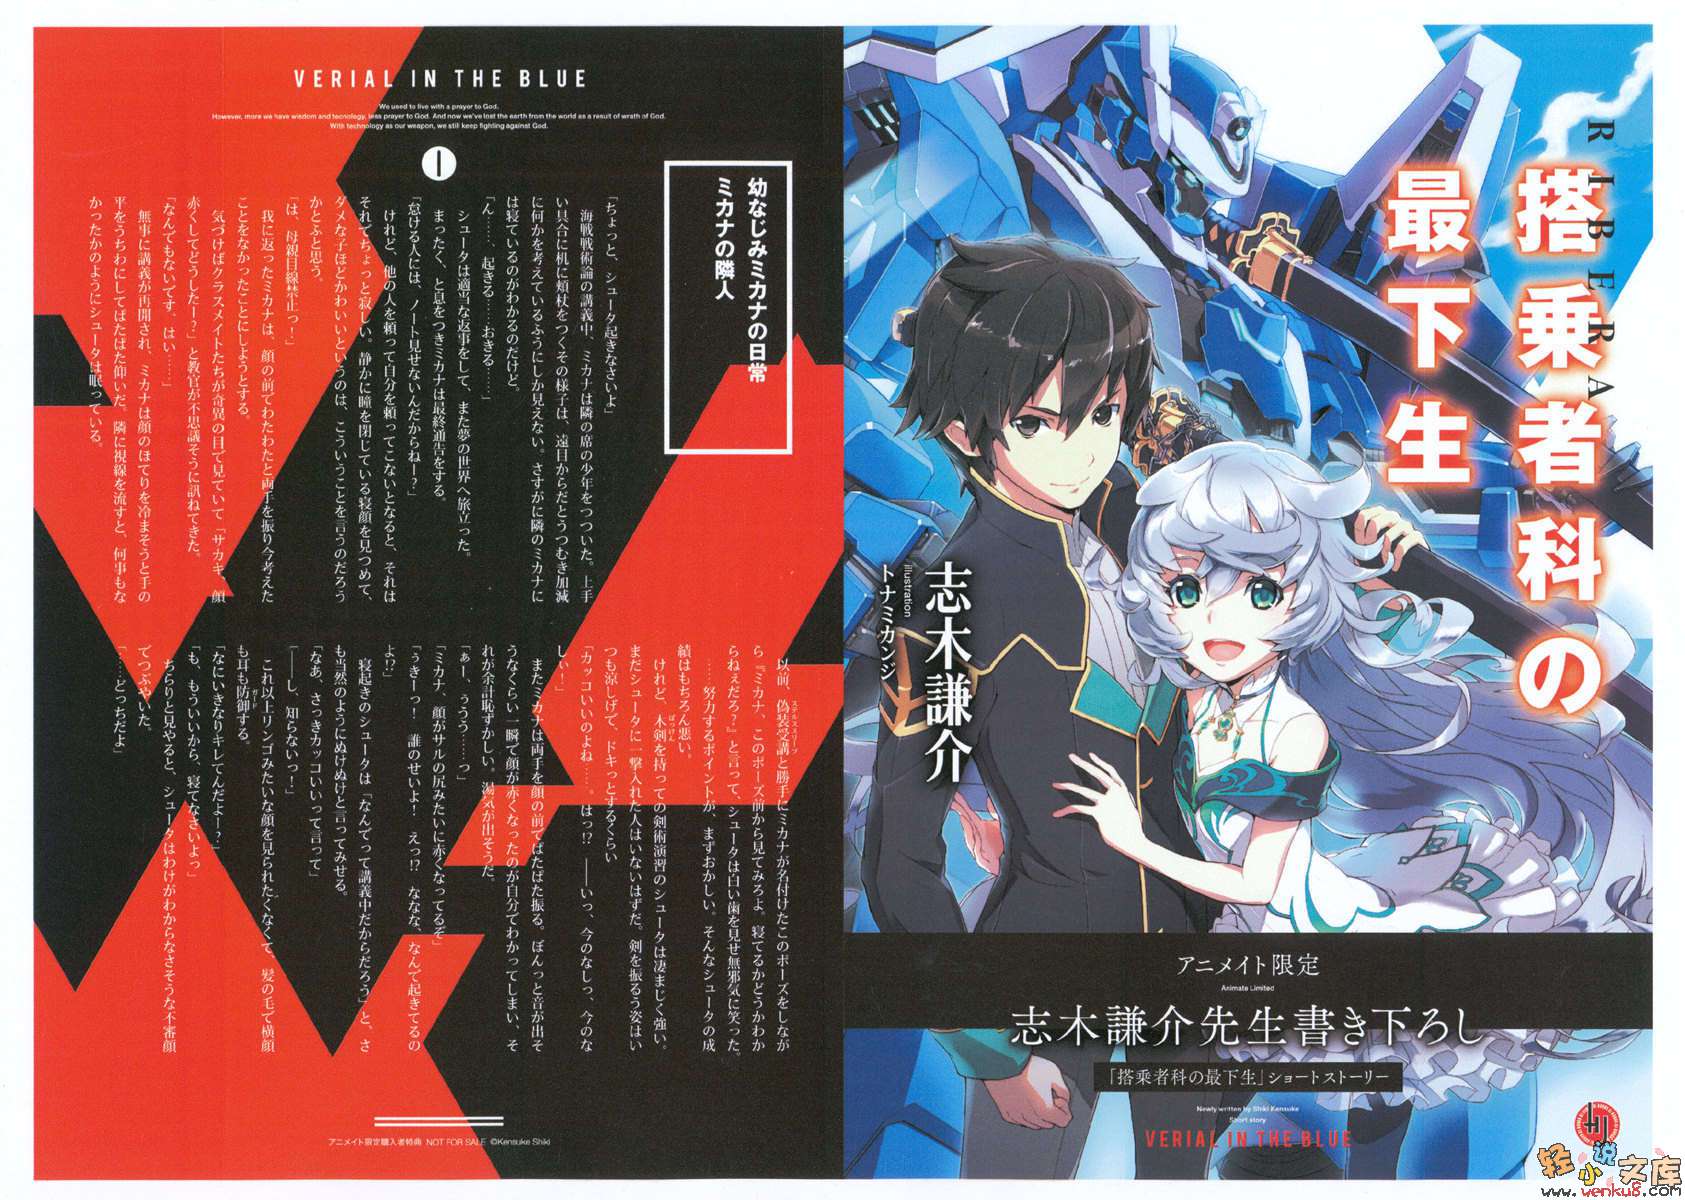 VERIAL IN THE BLUE
We used to live with a prayer to God.
However, more we have wisdom and tecnology, less prayer to God. And now we've lost the earth from the world as a result of wrath of God.
With technology as our weapon, we still keep fighting against God.
1
幼なじみミカナの日常
ミカナの隣人
「ちょっと、シュータ起きなさいよ」
海戦戦術論の講義中、ミカナは隣の席の少年をつついた。上手
い具合に机に頬杖をつくその様子は、遠目からだとうつむき加減
に何かを考えているふうにしか見えない。さすがに隣のミカナに
は寝ているのがわかるのだけど。
「ん……、起きる……おきる……」
シュータは適当な返事をして、また夢の世界へ旅立った。
まったく、と息をつきミカナは最終通告をする。
「怠ける人には、ノート見せないんだからねー?」
けれど、他の人を頼って自分を頼ってこないとなると、それは
それでちょっと寂しい。静かに瞳を閉じている寝顔を見つめて、
ダメな子ほどかわいいというのは、こういうことを言うのだろう
かとふと思う。
「は、母親目線禁止っ!」
我に返ったミカナは、顔の前でわたわたと両手を振り今考えた
ことをなかったことにしようとする。
気づけばクラスメイトたちが奇異の目で見ていて「サカキ、顔
赤くしてどうしたー?」と教官が不思議そうに訊ねてきた。
「なんでもないです、はい……」
無事に講義が再開され、ミカナは顔のほてりを冷まそうと手の
平をうちわにしてぱたぱた仰いだ。隣に視線を流すと、何事もな
かったかのようにシュータは眠っている。
以前、偽装受講と勝手にミカナが名付けたこのポーズをしなが
ステルススリープ
ら『ミカナ、このポーズ前から見てみろよ。寝てるかどうかわか
らねぇだろ?』と言って、シュータは白い歯を見せ無邪気に笑った。
……努力するポイントが、まずおかしい。そんなシュータの成
績はもちろん悪い。
けれど、木剣を持っての剣術演習のシュータは凄まじく強い。
ぼっけん
まだシュータに一撃入れた人はいないはずだ。剣を振るう姿はい
つも涼しげで、ドキっとするくらい
「カッコいいのよね……。はっ!? ――いっ、今のなしっ、今のな
しぃ!」
またミカナは両手を顔の前でぱたぱた振る。ぼんっと音が出そ
うなくらい一瞬で顔が赤くなったのが自分でわかってしまい、そ
れが余計恥ずかしい。湯気が出そうだ。
「ぁー、ぅうう……っ」
「ミカナ、顔がサルの尻みたいに赤くなってるぞ」
「ぅきーっ! 誰のせいよ! えっ!? ななな、なんで起きてるの
よ!?」
寝起きのシュータは「なんでって講義中だからだろう」と、さ
も当然のようにぬけぬけと言ってみせる。
「なあ、さっきカッコいいって言って」
「――し、知らないっ!」
これ以上リンゴみたいな顔を見られたくなくて、髪の毛で横顔
も耳も防御する。
ガード
「なにいきなりキレてんだよー?」
「も、もういいから、寝てなさいよっ」
ちらりと見やると、シュータはわけがわからなさそうな不審顔
でつぶやいた。
「……どっちだよ」
アニメイト限定購入者特典 NOT FOR SALE ©Kensuke Shiki
RIBERRA
搭乗者科の
最下生
志木謙介
illustration
トナミカンジ
アニメイト限定
Animate Limited
志木謙介先生書き下ろし
「搭乗者科の最下生」ショートストーリー
Newly written by Shiki Kensuke
Short story
VERIAL IN THE BLUE
轻小说文库
www.wenku8.com